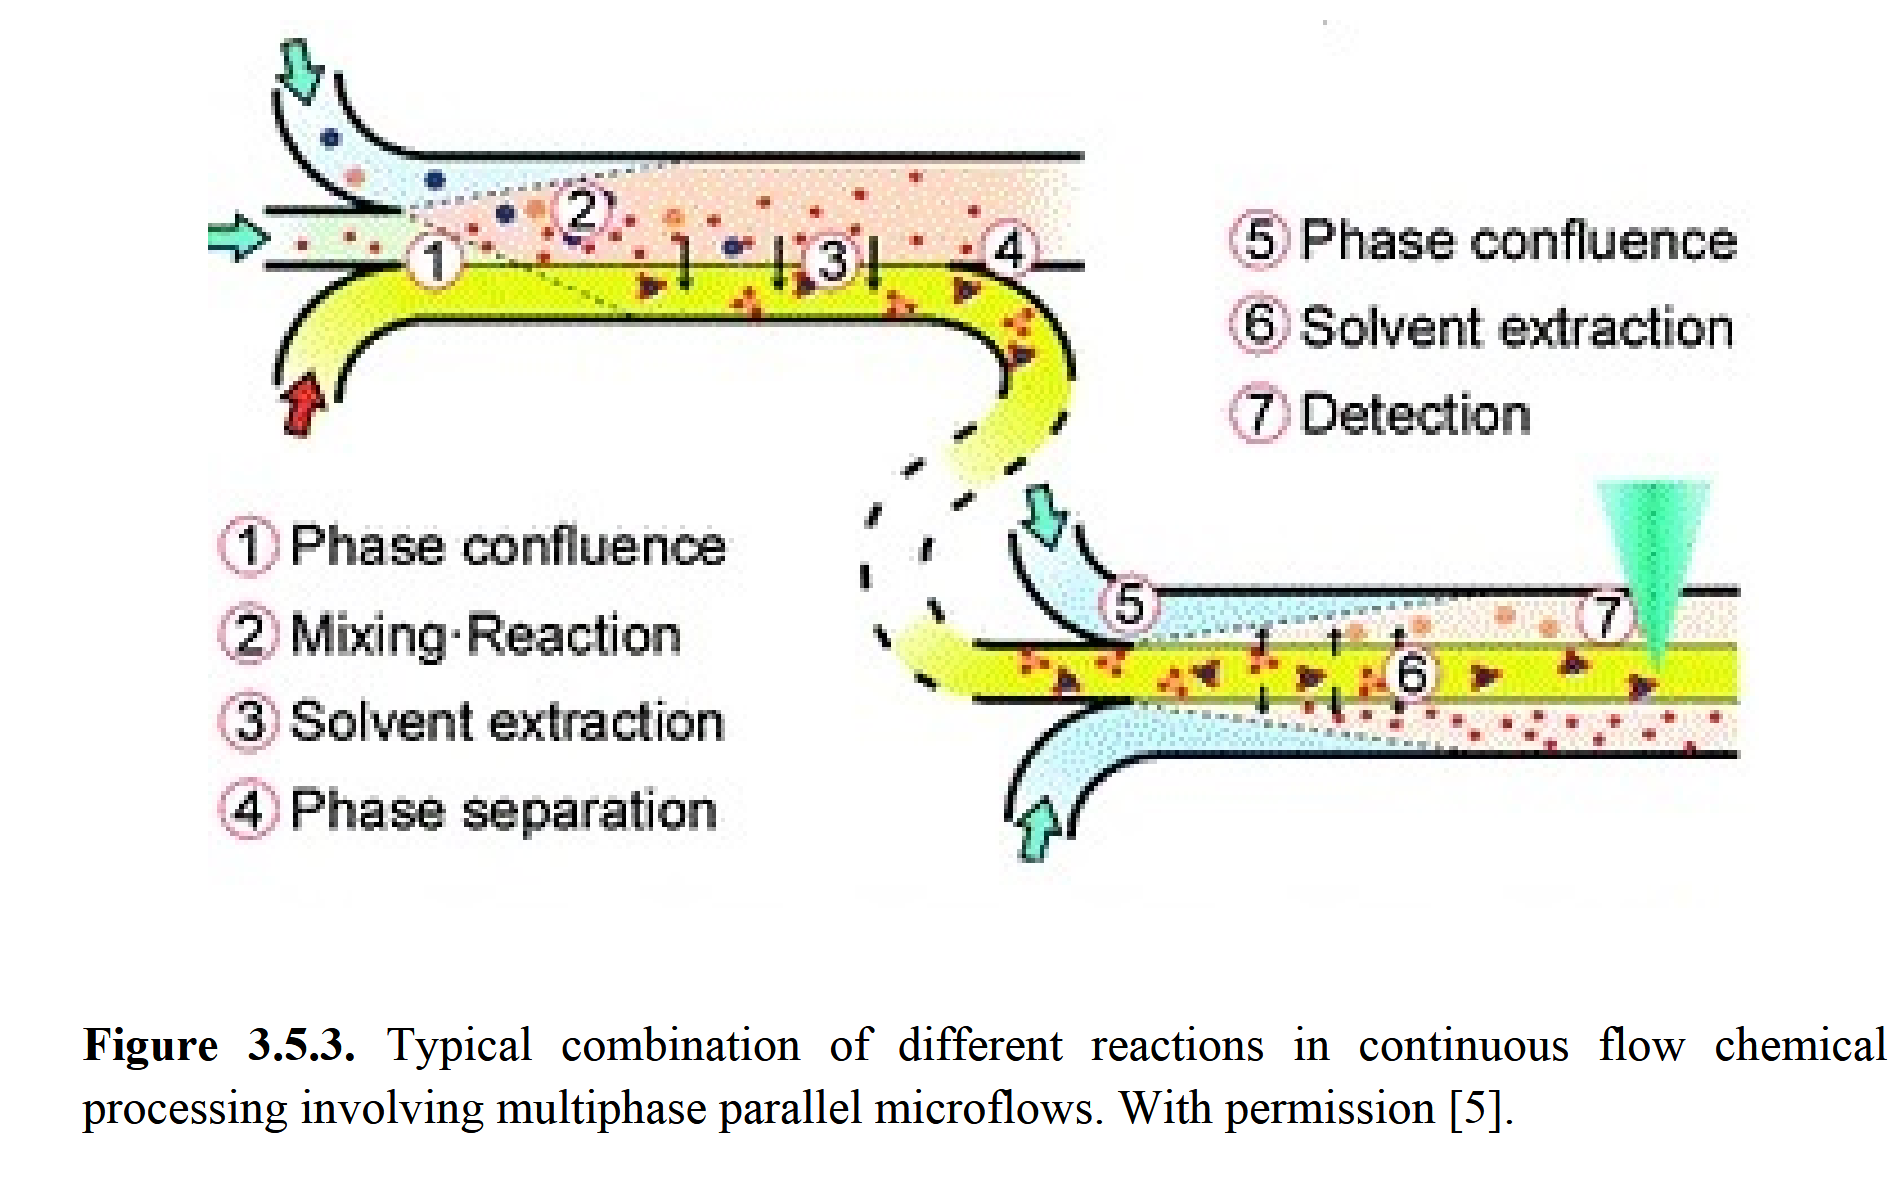 2
1
3
4
⑤ Phase confluence
⑥ Solvent extraction
⑦ Detection
① Phase confluence
② Mixing·Reaction
③ Solvent extraction
④ Phase separation
5
7
6
Figure 3.5.3. Typical combination of different reactions in continuous flow chemical
processing involving multiphase parallel microflows. With permission [5].